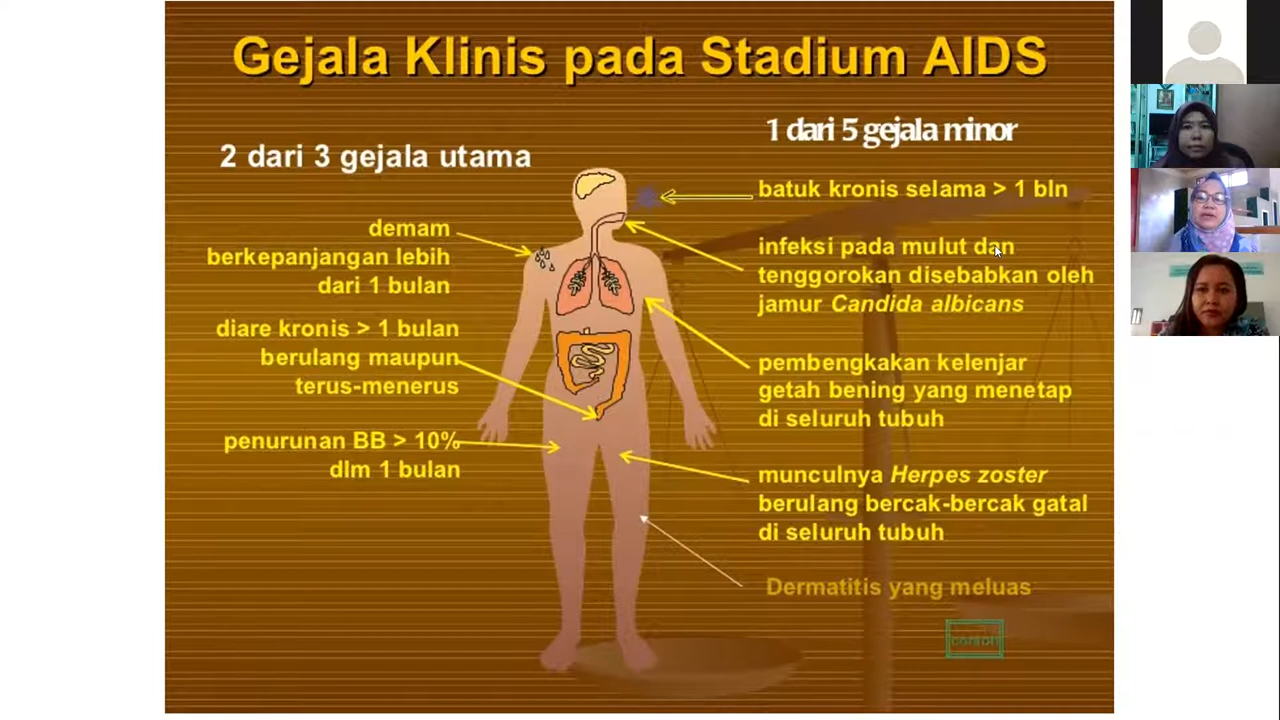 Gejala Klinis pada Stadium AIDS
2 dari 3 gejala utama
demam
berkepanjangan lebih
dari 1 bulan
diare kronis > 1 bulan
berulang maupun
terus-menerus
penurunan BB > 10%
dlm 1 bulan
1 dari 5 gejala minor
batuk kronis selama > 1 bln
infeksi pada mulut dan
tenggorokan disebabkan oleh
jamur Candida albicans
pembengkakan kelenjar
getah bening yang menetap
di seluruh tubuh
munculnya Herpes zoster
berulang bercak-bercak gatal
di seluruh tubuh
Dermatitis yang meluas
contoh